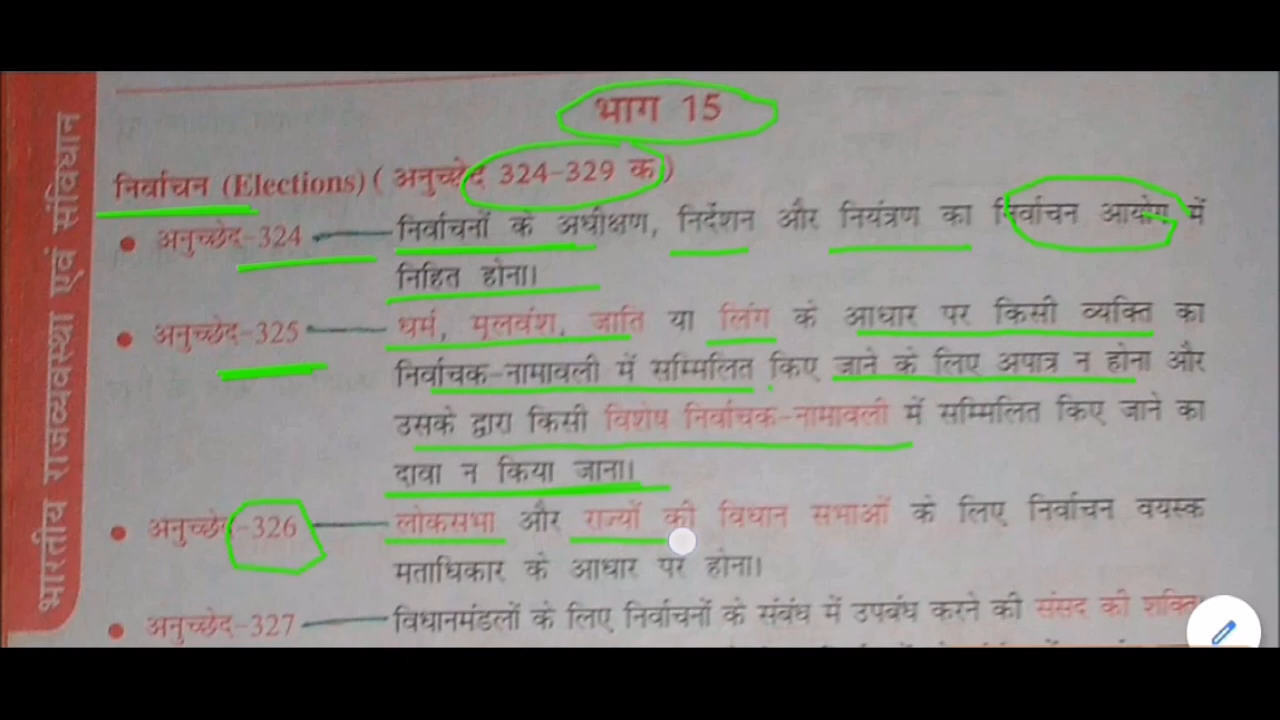 भारतीय राजव्यवस्था एवं संविधान
भाग 15
निर्वाचन (Elections) ( अनुच्छेद 324-329 क )
अनुच्छेद-324 निर्वाचनों के अधीक्षण, निर्देशन और नियंत्रण का निर्वाचन आयोग में
निहित होना।
अनुच्छेद-325 धर्म, मूलवंश, जाति या लिंग के आधार पर किसी व्यक्ति का
निर्वाचक-नामावली में सम्मिलित किए जाने के लिए अपात्र न होना और
उसके द्वारा किसी विशेष निर्वाचक-नामावली में सम्मिलित किए जाने का
दावा न किया जाना।
अनुच्छेद-326 लोकसभा और राज्यों की विधान सभाओं के लिए निर्वाचन वयस्क
मताधिकार के आधार पर होना।
अनुच्छेद-327 विधानमंडलों के लिए निर्वाचनों के संबंध में उपबंध करने की संसद की शक्ति